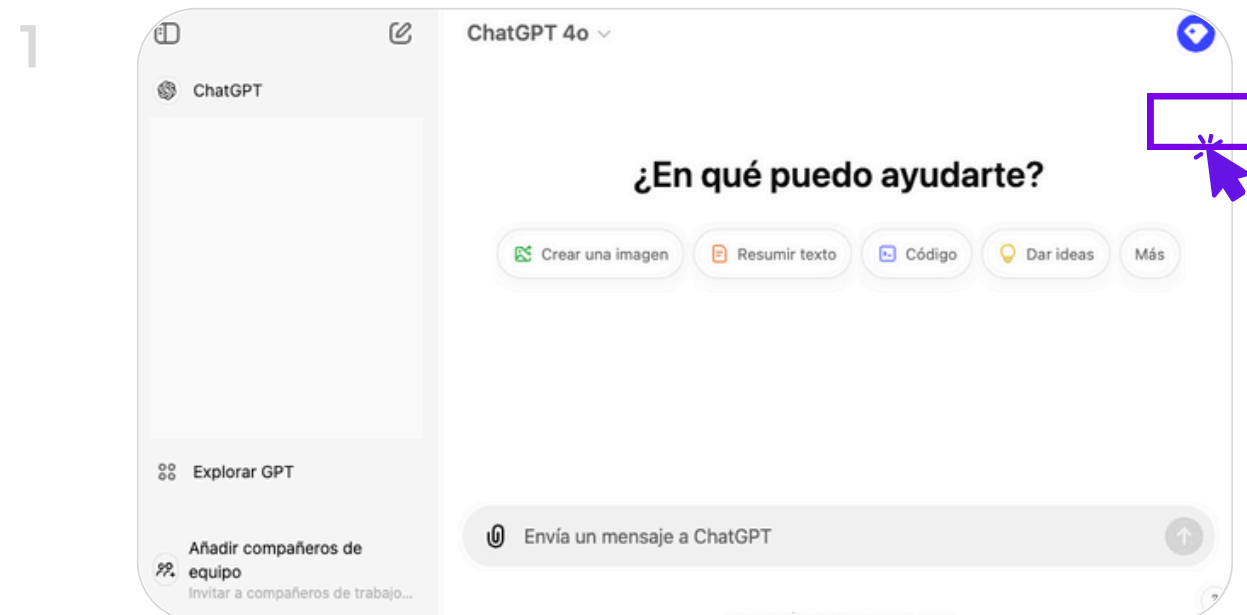 1
ChatGPT 4o
ChatGPT
¿En qué puedo ayudarte?
Crear una imagen
Resumir texto
Código
Dar ideas
Más
Explorar GPT
Añadir compañeros de
equipo
Invitar a compañeros de trabajo...
Envía un mensaje a ChatGPT
?